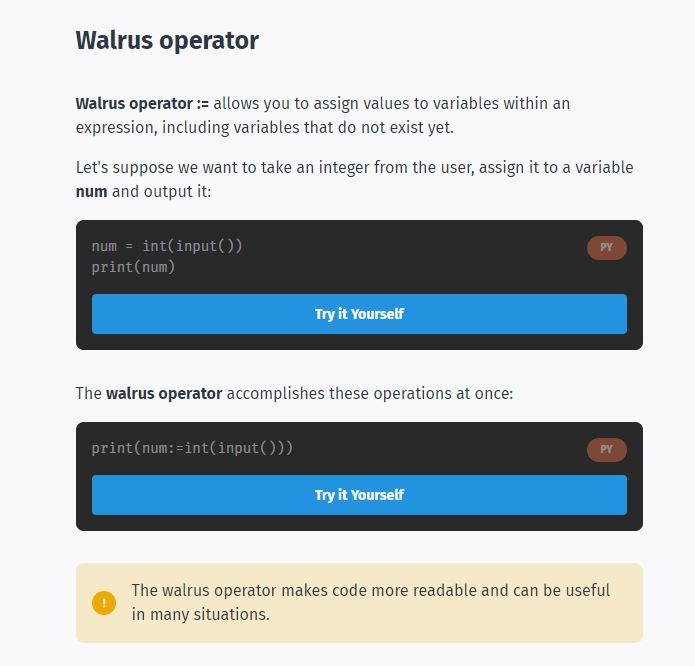 Walrus operator
Walrus operator := allows you to assign values to variables within an
expression, including variables that do not exist yet.
Let's suppose we want to take an integer from the user, assign it to a variable
num and output it:
num = int(input())
PY
print(num)
Try it Yourself
The walrus operator accomplishes these operations at once:
print(num:=int(input()))
PY
Try it Yourself
!
The walrus operator makes code more readable and can be useful
in many situations.